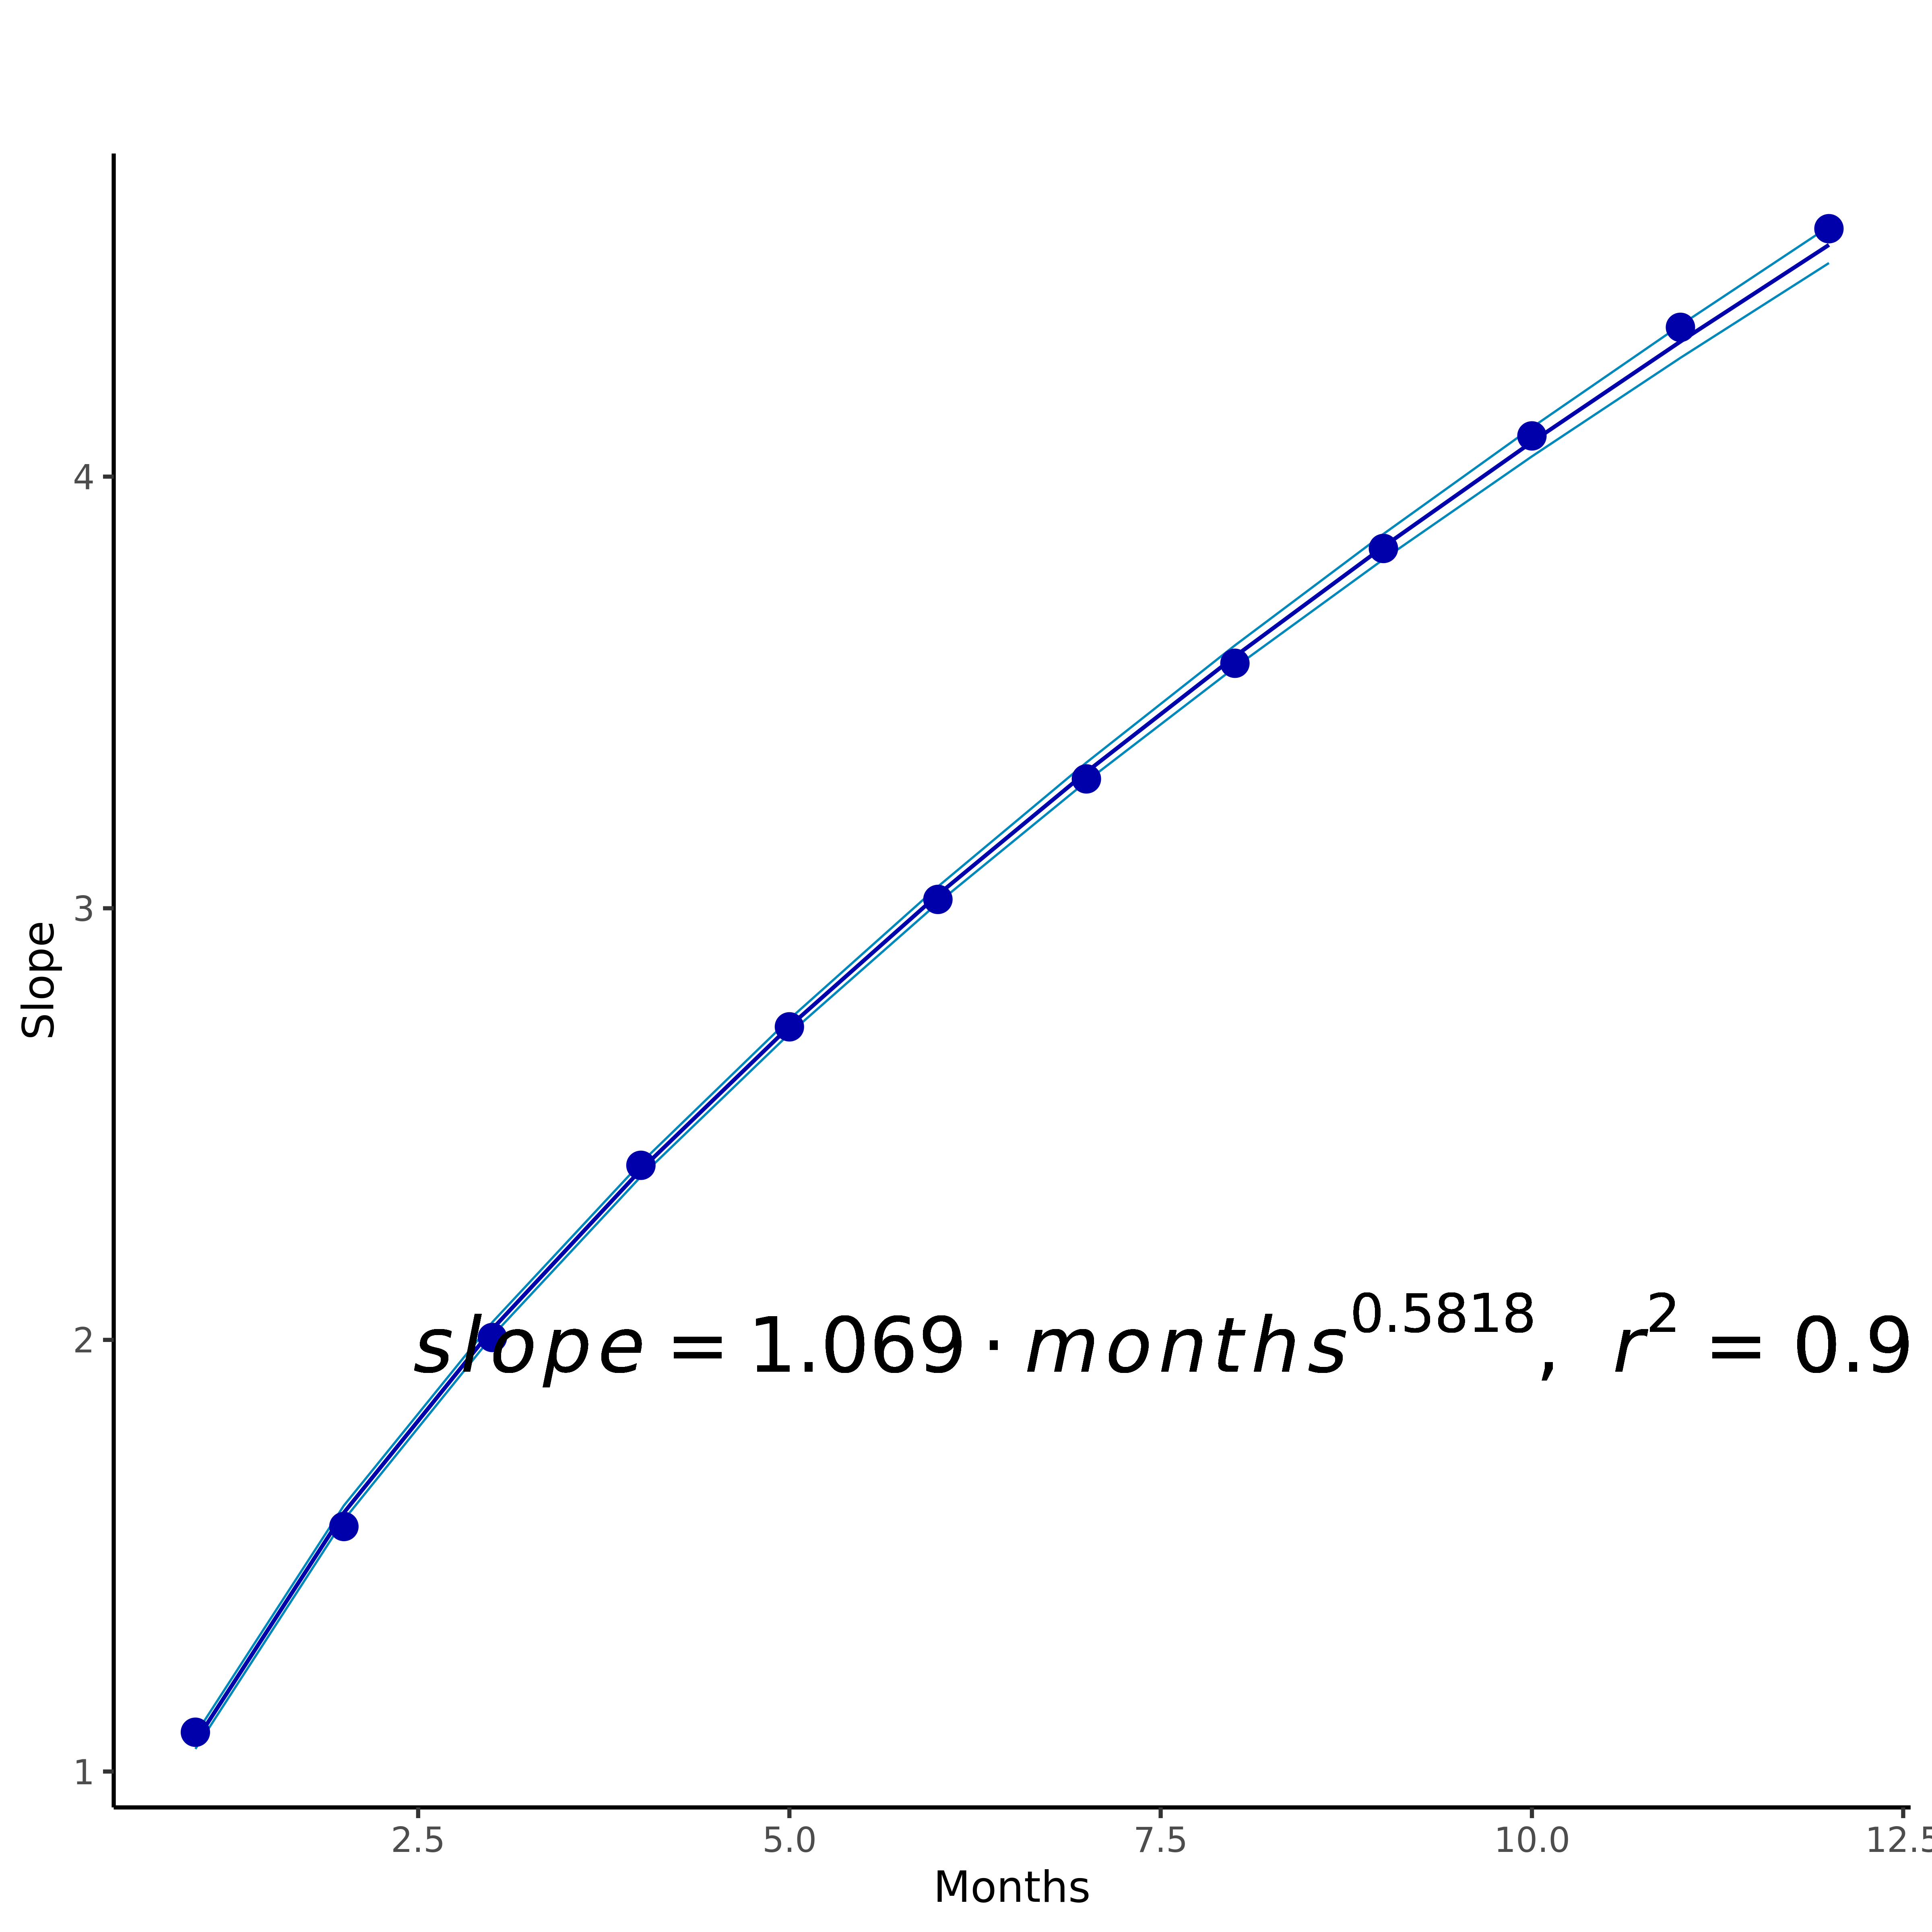 4
3
2
1
Slope
slope = 1.069 · months^0.5818, r^2 = 0.9
2.5 5.0 7.5 10.0 12.5
Months